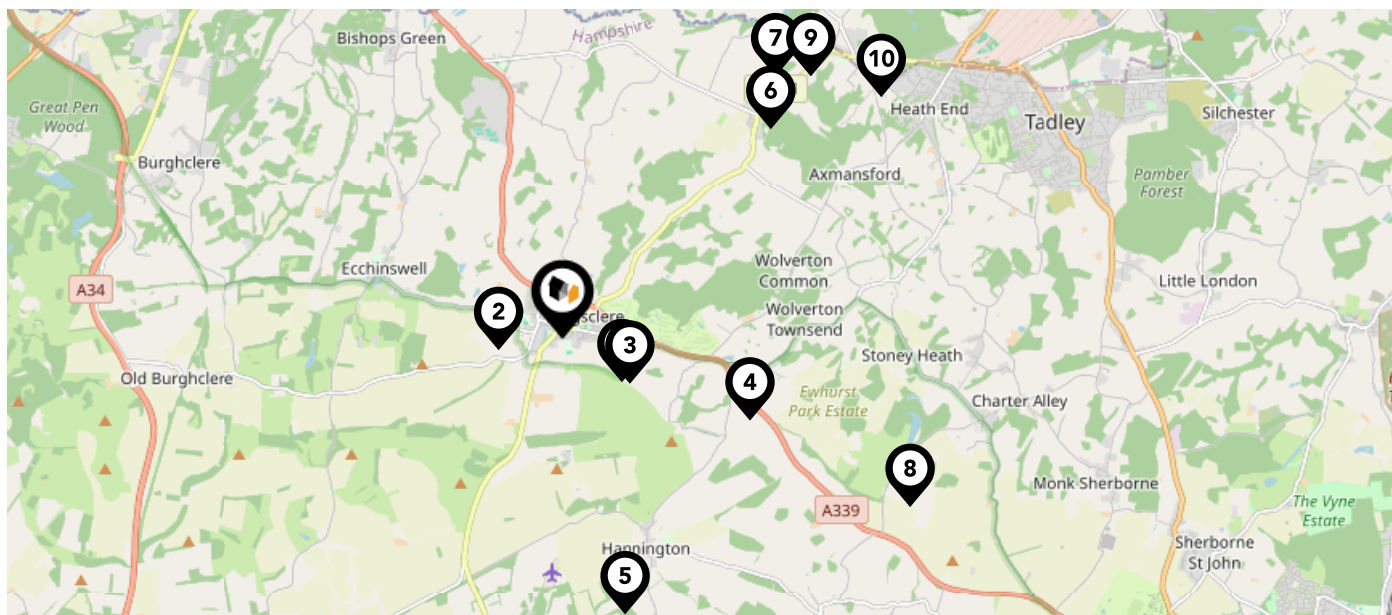 Bishops Green
Hampshire
7
9
10
6
Great Pen
Wood
Heath End
Tadley
Silchester
Burghclere
Axmansford
Pamber
Forest
Ecchinswell
Wolverton
Common
A34
Little London
2
sclere
Wolverton
Townsend
3
Stoney Heath
Old Burghclere
4
Ewhurst
Park Estate
Charter Alley
8
Monk Sherborne
A339
The Vyne
Estate
Hannington
Sherborne
St John
5